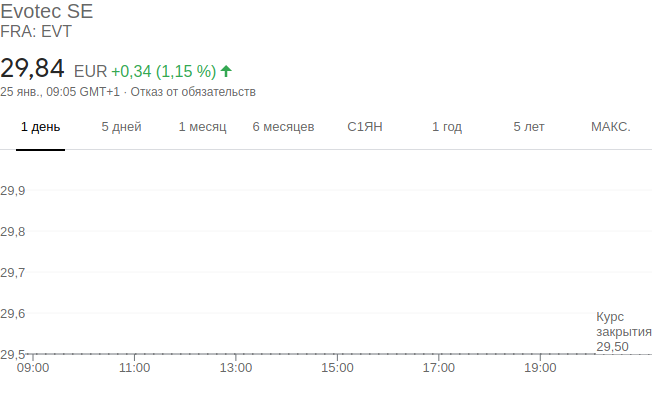 Evotec SE
FRA: EVT
29,84 EUR +0,34 (1,15 %)
25 янв., 09:05 GMT+1 · Отказ от обязательств
1 день 5 дней 1 месяц 6 месяцев С1ЯН 1 год 5 лет МАКС.
29,9
29,8
29,7
29,6
29,5
Курс
закрытия
29,50
09:00 11:00 13:00 15:00 17:00 19:00